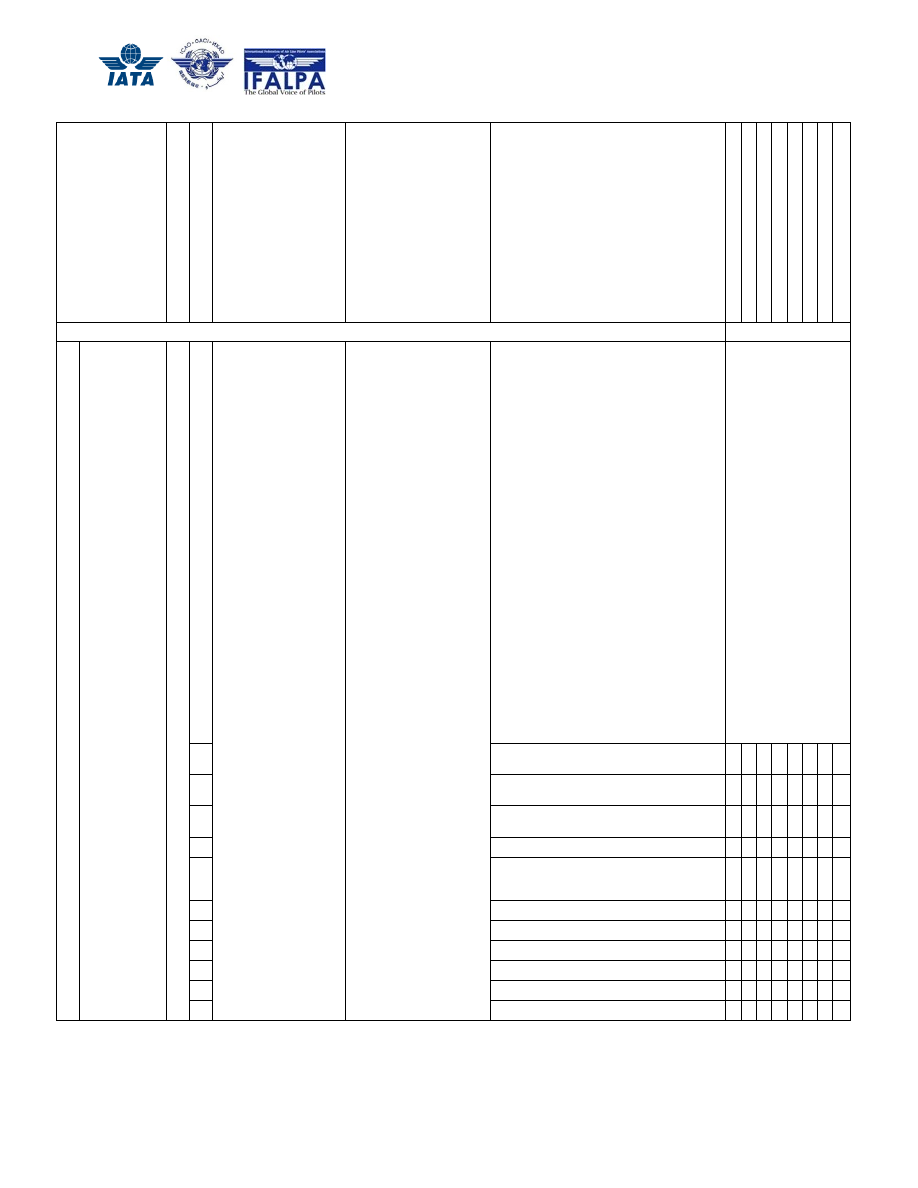 IATA
ICAO · OACI · ИКАО
International Federation of Air Line Pilots' Associations
IFALPA
The Global Voice of Pilots